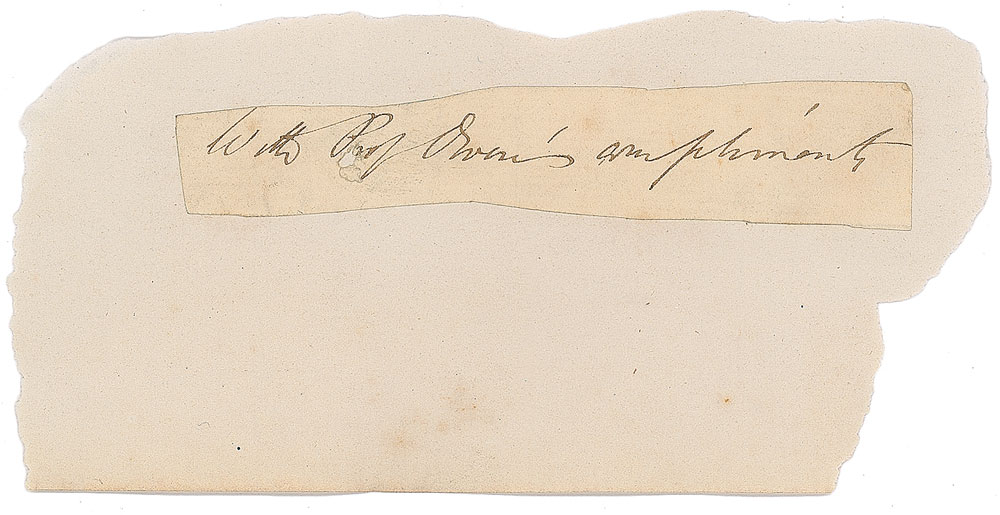 With Prof Owen's compliments